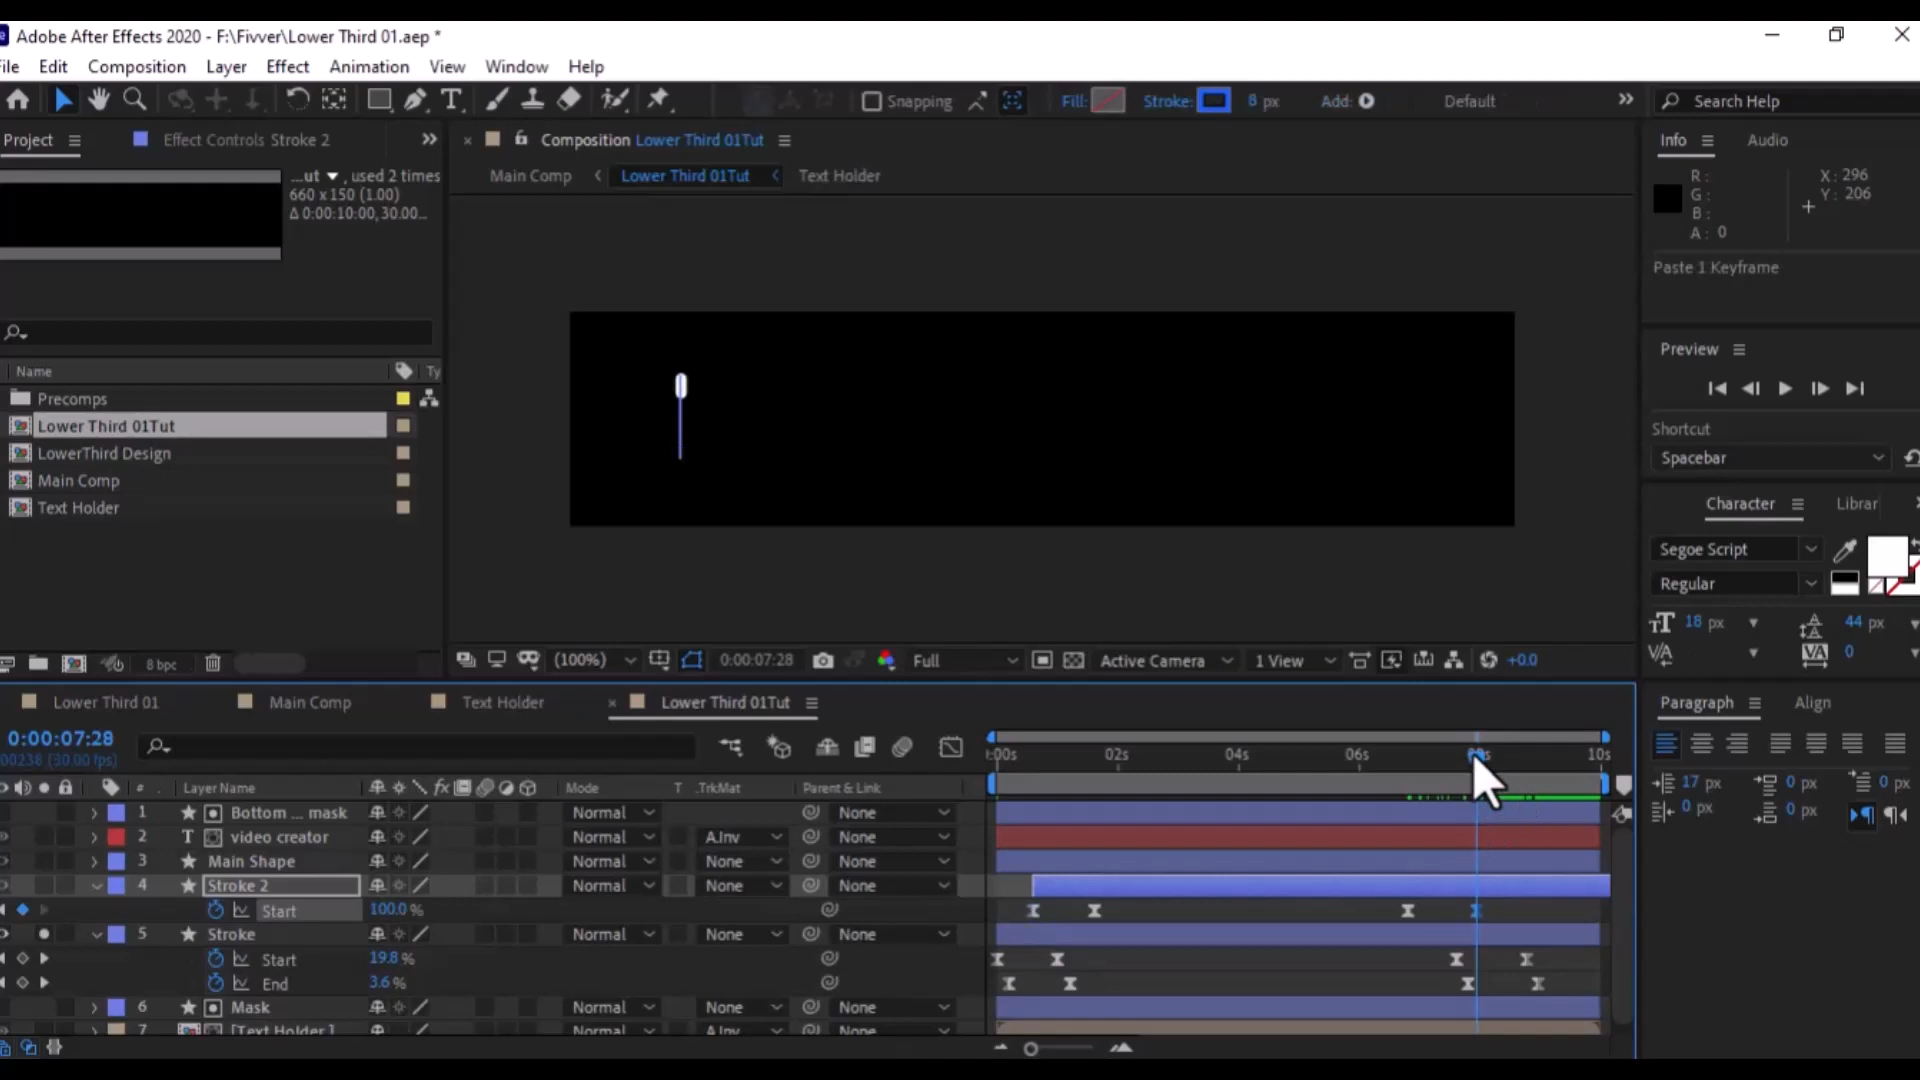 Adobe After Effects 2020 - F:\Fivver\Lower Third 01.aep *
File Edit Composition Layer Effect Animation View Window Help
Snapping Fill: Stroke: 8 px Add: Default Search Help
Project Effect Controls Stroke 2
Composition Lower Third 01Tut
Main Comp Lower Third 01Tut Text Holder
...ut , used 2 times
660 x 150 (1.00)
Δ 0:00:10:00, 30.00...
Name Ty
Precomps
Lower Third 01Tut
LowerThird Design
Main Comp
Text Holder
8 bpc
(100%) 0:00:07:28 Full Active Camera 1 View +0.0
Info Audio
R :
G :
B :
A : 0
X : 296
Y : 206
Paste 1 Keyframe
Preview
Shortcut
Spacebar
Character Librar
Segoe Script
Regular
18 px 44 px
0
Paragraph Align
17 px 0 px 0 px
0 px 0 px
Lower Third 01 Main Comp Text Holder Lower Third 01Tut
0:00:07:28
00238 (30.00 fps)
:00s 02s 04s 06s 10s
# Layer Name Mode T .TrkMat Parent & Link
1 Bottom ... mask Normal None
2 video creator Normal A.Inv None
3 Main Shape Normal None None
4 Stroke 2 Normal None None
Start 100.0 %
5 Stroke Normal None None
Start 19.8 %
End 3.6 %
6 Mask Normal None None
7 [Text Holder] Normal A.Inv None